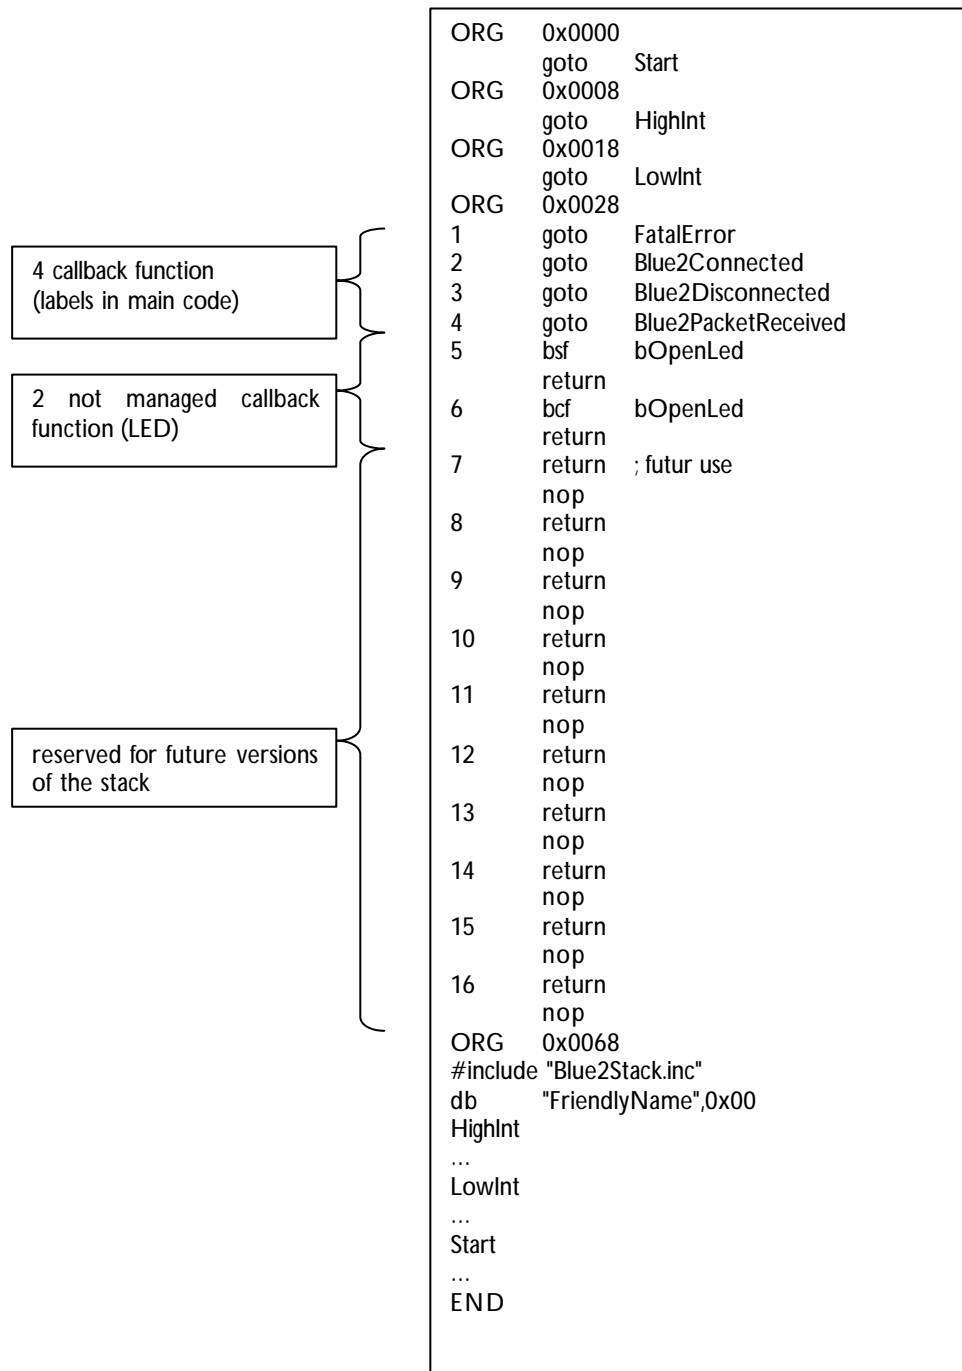 ORG 0x0000
goto Start
ORG 0x0008
goto HighInt
ORG 0x0018
goto LowInt
ORG 0x0028
1 goto FatalError
2 goto Blue2Connected
3 goto Blue2Disconnected
4 goto Blue2PacketReceived
5 bsf bOpenLed
return
6 bcf bOpenLed
return
7 return ; futur use
nop
8 return
nop
9 return
nop
10 return
nop
11 return
nop
12 return
nop
13 return
nop
14 return
nop
15 return
nop
16 return
nop
ORG 0x0068
#include "Blue2Stack.inc"
db "FriendlyName",0x00
HighInt
...
LowInt
...
Start
...
END
4 callback function
(labels in main code)
2 not managed callback
function (LED)
reserved for future versions
of the stack